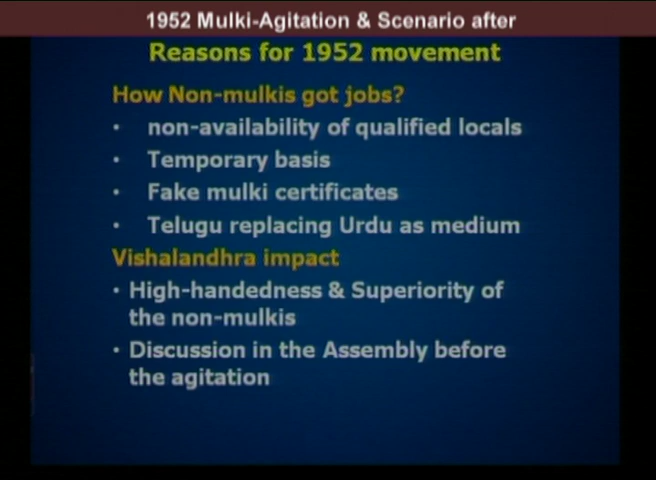 1952 Mulki-Agitation & Scenario after
Reasons for 1952 movement
How Non-mulkis got jobs?
• non-availability of qualified locals
• Temporary basis
• Fake mulki certificates
• Telugu replacing Urdu as medium
Vishalandhra impact
• High-handedness & Superiority of
the non-mulkis
• Discussion in the Assembly before
the agitation